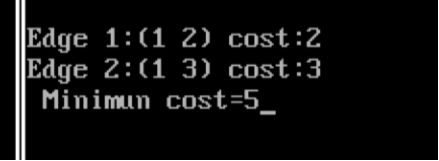 Edge 1:(1 2) cost:2
Edge 2:(1 3) cost:3
Minimun cost=5_